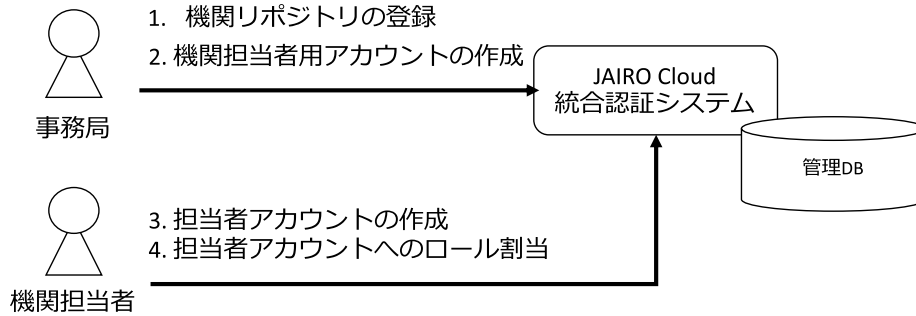 1. 機関リポジトリの登録
2. 機関担当者用アカウントの作成
事務局
JAIRO Cloud
統合認証システム
管理DB
3. 担当者アカウントの作成
4. 担当者アカウントへのロール割当
機関担当者